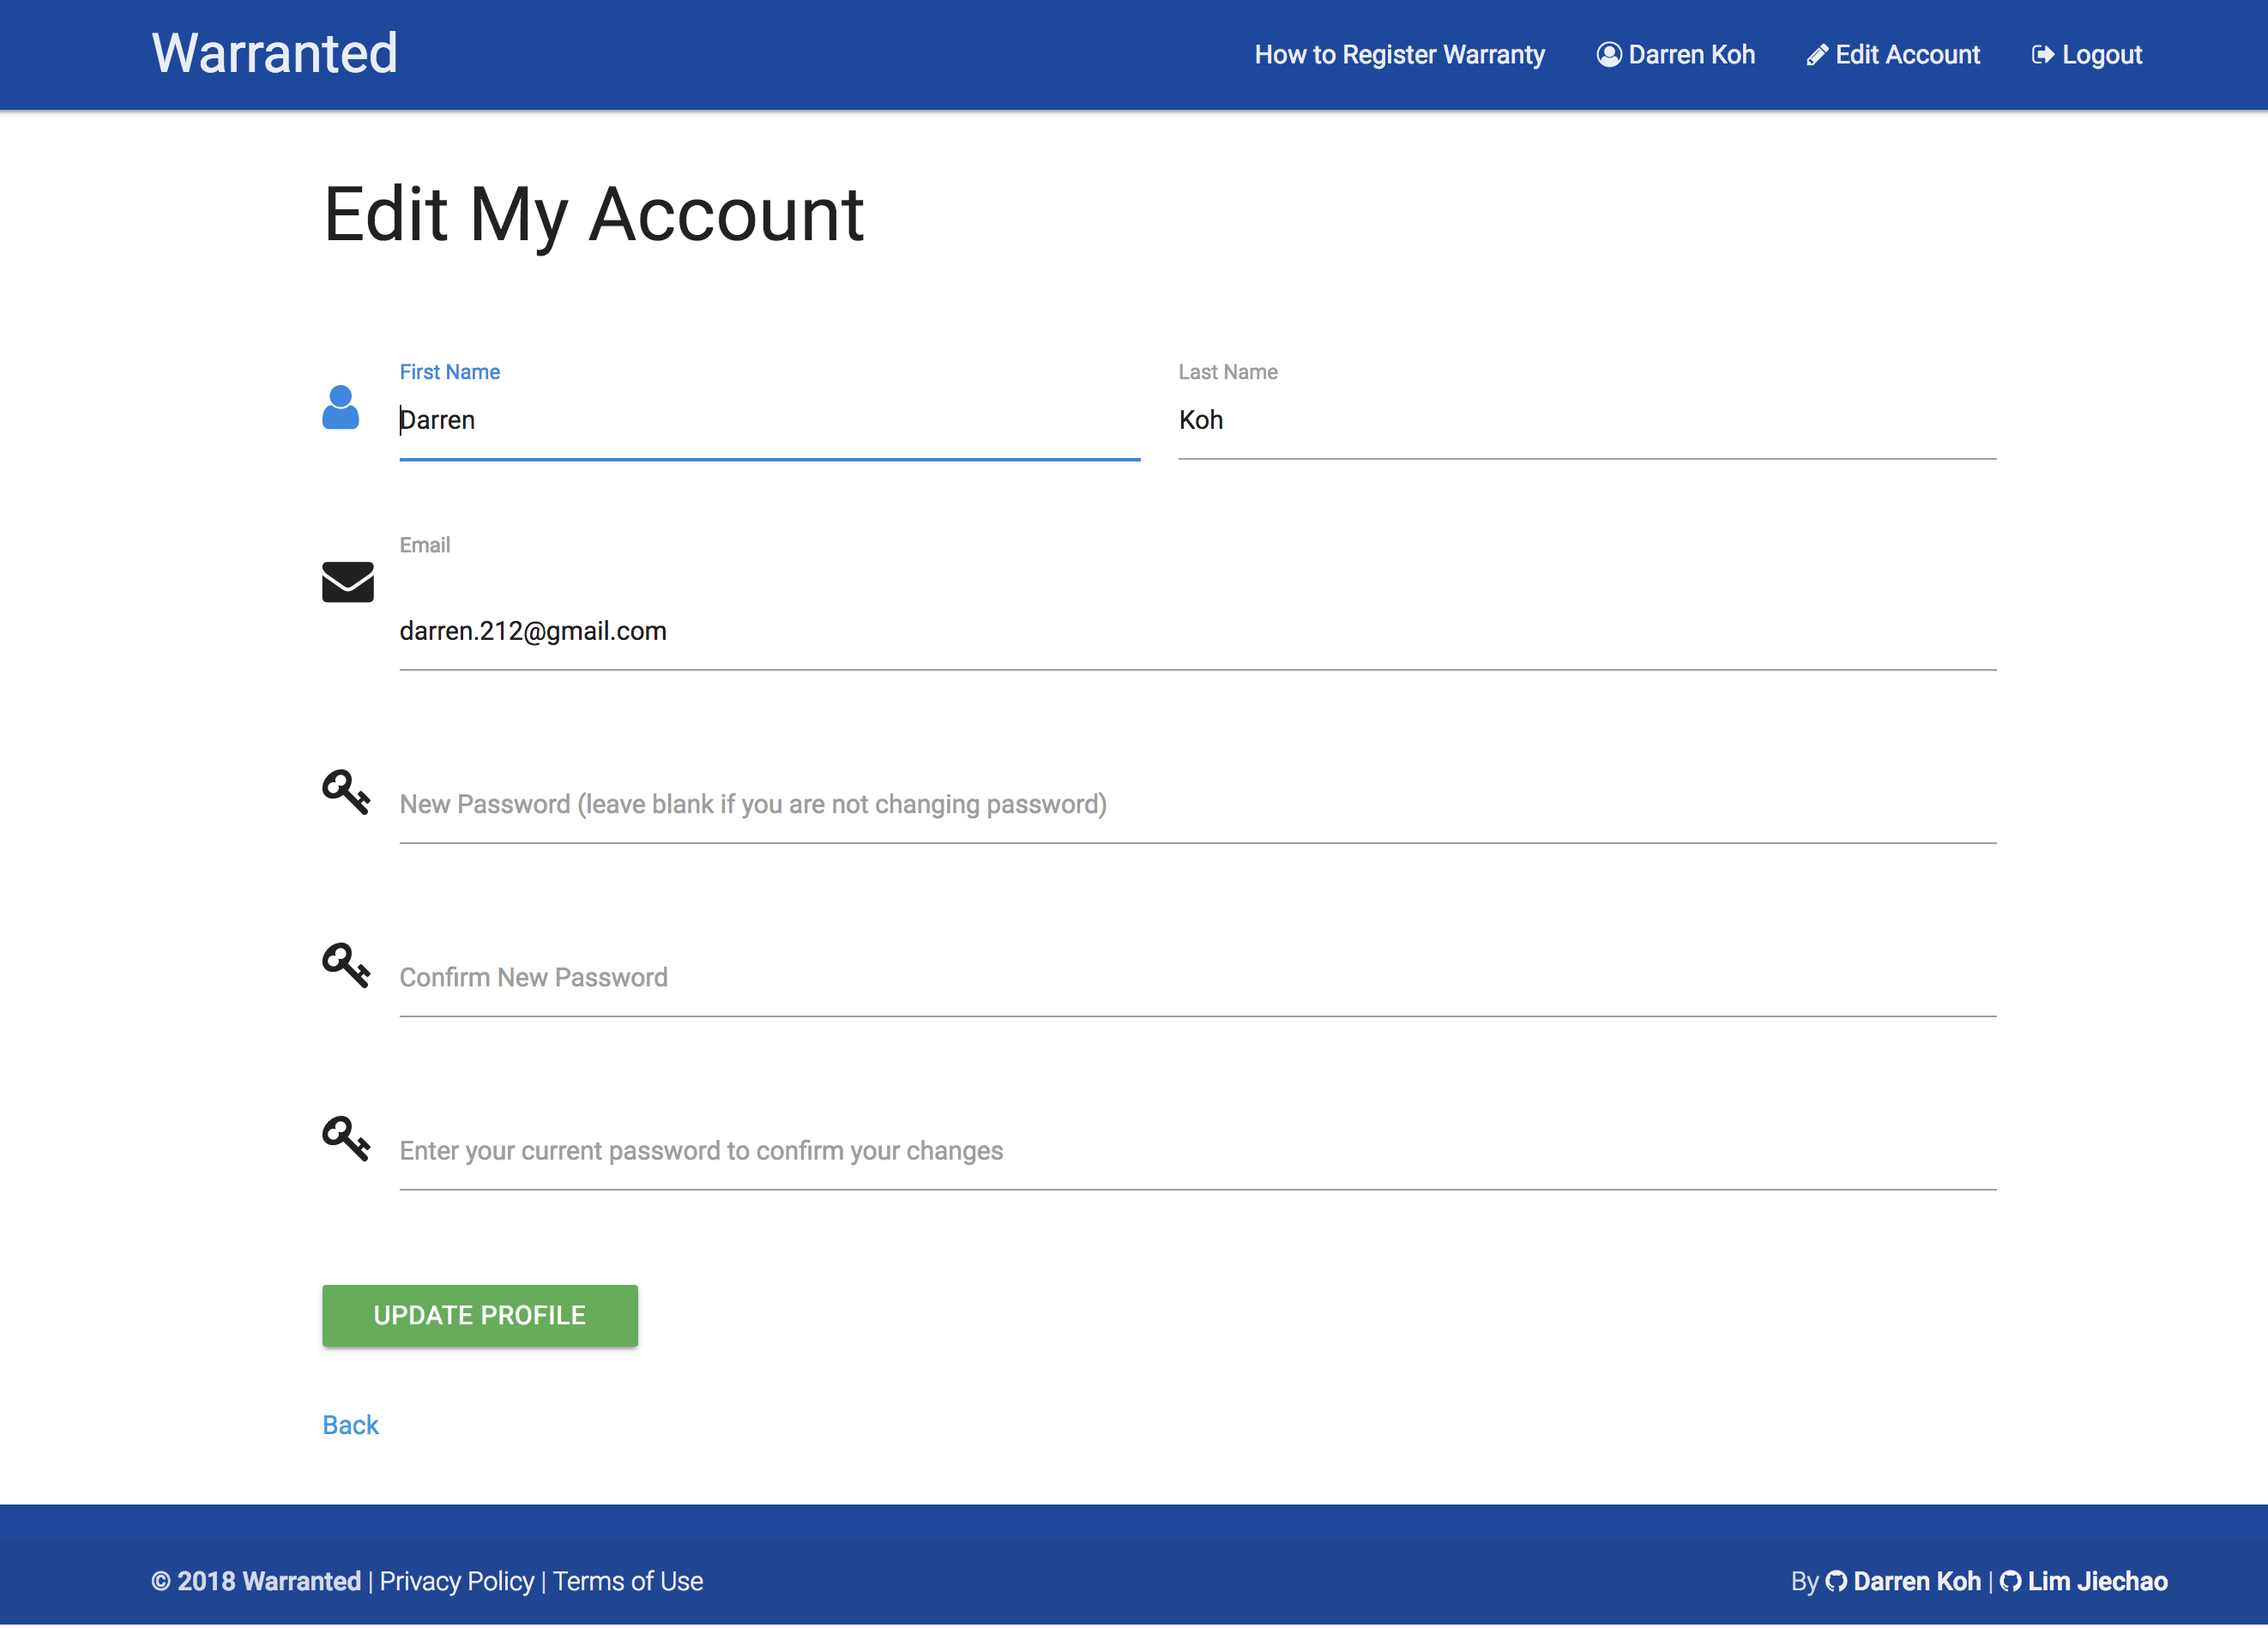 Warranted
How to Register Warranty Darren Koh Edit Account Logout
Edit My Account
First Name Last Name
Darren Koh
Email
darren.212@gmail.com
New Password (leave blank if you are not changing password)
Confirm New Password
Enter your current password to confirm your changes
UPDATE PROFILE
Back
© 2018 Warranted | Privacy Policy | Terms of Use By Darren Koh | Lim Jiechao